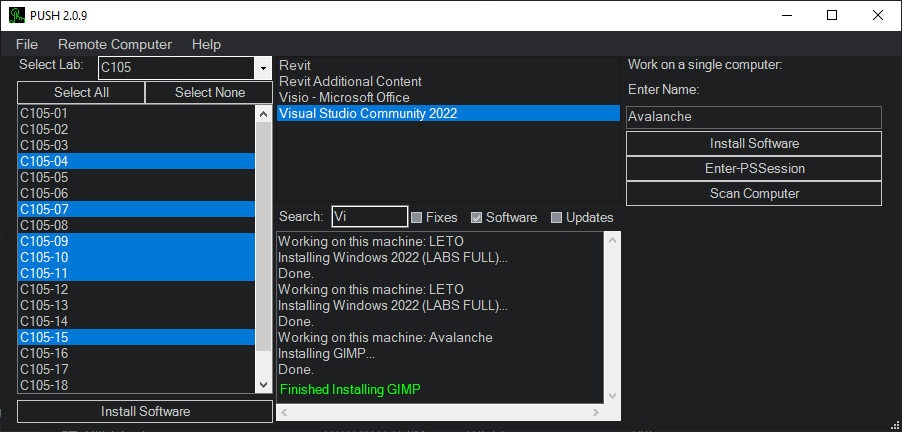 PUSH 2.0.9
File Remote Computer Help
Select Lab: C105
Select All Select None
C105-01
C105-02
C105-03
C105-04
C105-05
C105-06
C105-07
C105-08
C105-09
C105-10
C105-11
C105-12
C105-13
C105-14
C105-15
C105-16
C105-17
C105-18
Install Software
Revit
Revit Additional Content
Visio - Microsoft Office
Visual Studio Community 2022
Search: Vi Fixes Software Updates
Working on this machine: LETO
Installing Windows 2022 (LABS FULL)...
Done.
Working on this machine: LETO
Installing Windows 2022 (LABS FULL)...
Done.
Working on this machine: Avalanche
Installing GIMP...
Done.
Finished Installing GIMP
Work on a single computer:
Enter Name:
Avalanche
Install Software
Enter-PSSession
Scan Computer